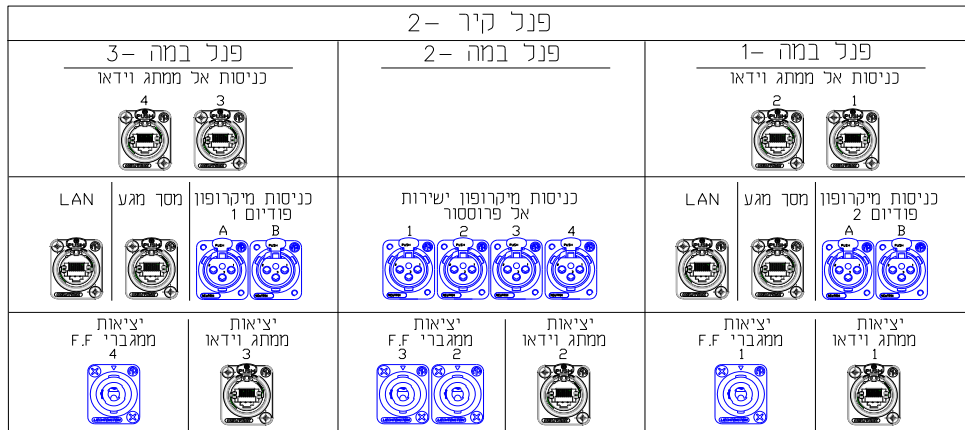 פנל קיר -2
פנל במה -1
כניסות אל ממתג וידאו
1 2
פנל במה -2
פנל במה -3
כניסות אל ממתג וידאו
3 4
כניסות מיקרופון
פודיום 2
A B
מסך מגע
LAN
כניסות מיקרופון ישירות
אל פרוססור
1 2 3 4
כניסות מיקרופון
פודיום 1
A B
מסך מגע
LAN
יציאות
ממתג וידאו
1
יציאות
ממגברי F.F
1
יציאות
ממתג וידאו
2
יציאות
ממגברי F.F
3 2
יציאות
ממתג וידאו
3
יציאות
ממגברי F.F
4